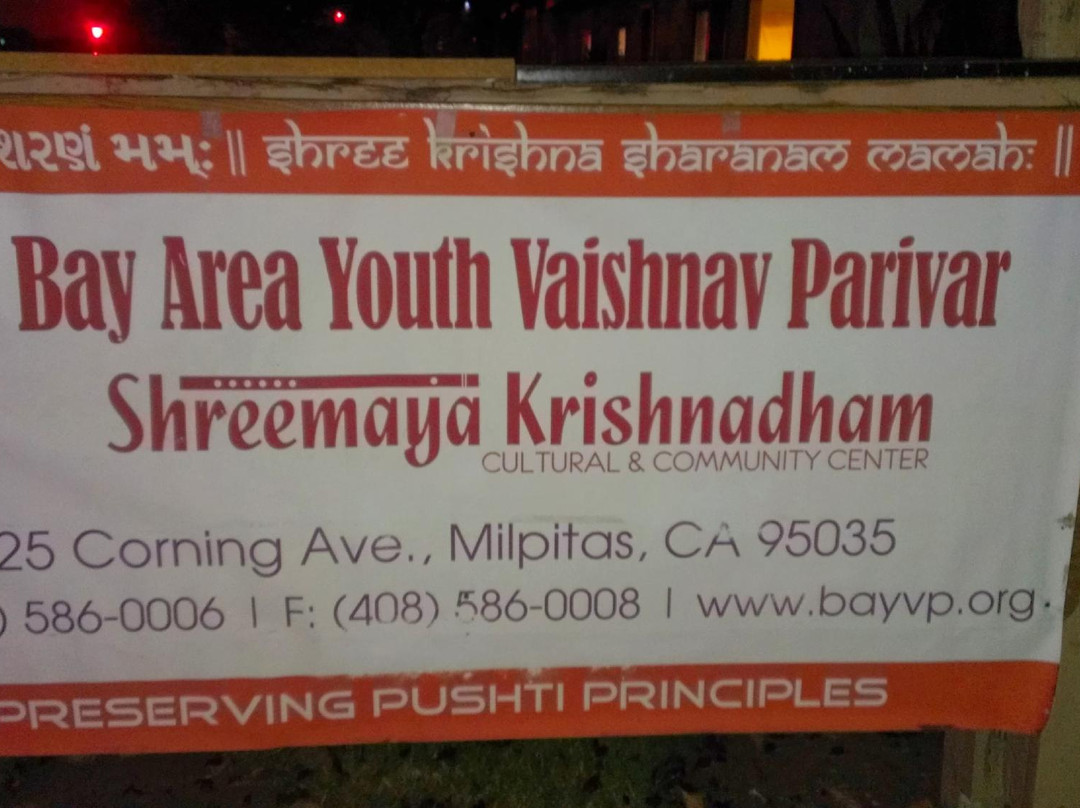 શરણં મમ્: || shree krishna sharanam mamah: ||
Bay Area Youth Vaishnav Parivar
Shreemaya Krishnadham
CULTURAL & COMMUNITY CENTER
25 Corning Ave., Milpitas, CA 95035
) 586-0006 | F: (408) 586-0008 | www.bayvp.org
PRESERVING PUSHTI PRINCIPLES